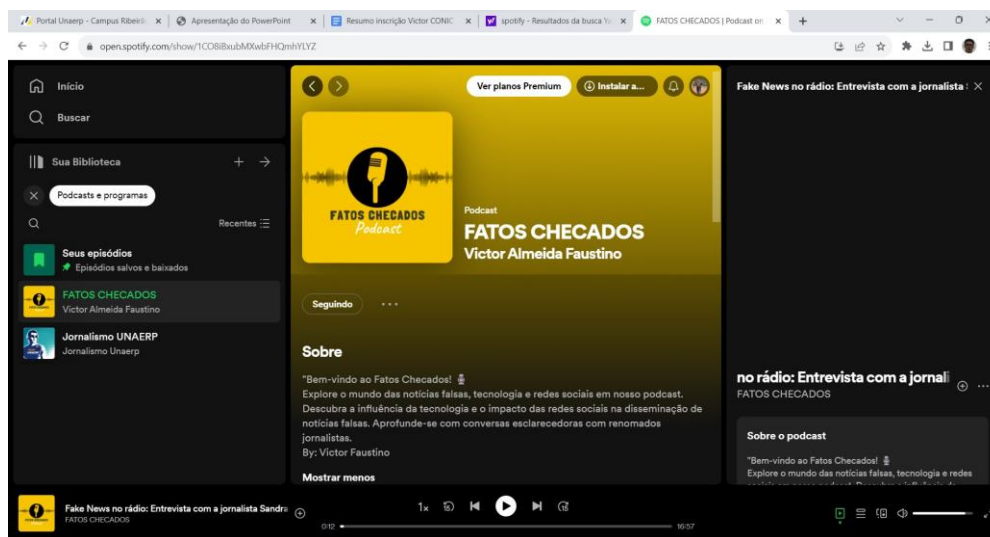 Portal Unaerp - Campus Ribeirã
Apresentação do PowerPoint
Resumo inscrição Victor CONIC
spotify - Resultados da busca
FATOS CHECADOS | Podcast on
open.spotify.com/show/1CO8iBxubMXwbFHQmhYLYZ
Início
Buscar
Sua Biblioteca
Podcasts e programas
Recentes
Seus episódios
Episódios salvos e baixados
FATOS CHECADOS
Victor Almeida Faustino
Jornalismo UNAERP
Jornalismo Unaerp
Ver planos Premium
Instalar a...
FATOS CHECADOS
Podcast
Podcast
FATOS CHECADOS
Victor Almeida Faustino
Seguindo
Sobre
"Bem-vindo ao Fatos Checados!
Explore o mundo das notícias falsas, tecnologia e redes sociais em nosso podcast.
Descubra a influência da tecnologia e o impacto das redes sociais na disseminação de
notícias falsas. Aprofunde-se com conversas esclarecedoras com renomados
jornalistas.
By: Victor Faustino
Mostrar menos
Fake News no rádio: Entrevista com a jornalista
no rádio: Entrevista com a jornali
FATOS CHECADOS
Sobre o podcast
"Bem-vindo ao Fatos Checados!
Explore o mundo das notícias falsas, tecnologia e redes
Fake News no rádio: Entrevista com a jornalista Sandra
FATOS CHECADOS
1x
0:12
16:57